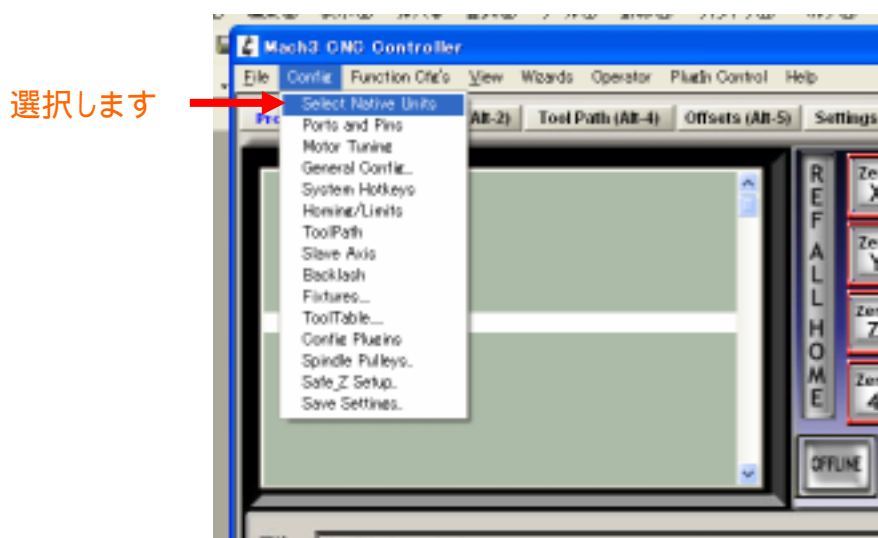 Mach3 CNC Controller
File Config Function Cfg's View Wizards Operator PlugIn Control Help
選択します
Select Native Units
Alt-2) Tool Path (Alt-4) Offsets (Alt-5) Settings
Ports and Pins
Motor Tuning
General Config..
System Hotkeys
Homing/Limits
ToolPath
Slave Axis
Backlash
Fixtures...
ToolTable...
Config Plugins
Spindle Pulleys..
Safe_Z Setup..
Save Settings..
REF ALL HOME
OFFLINE